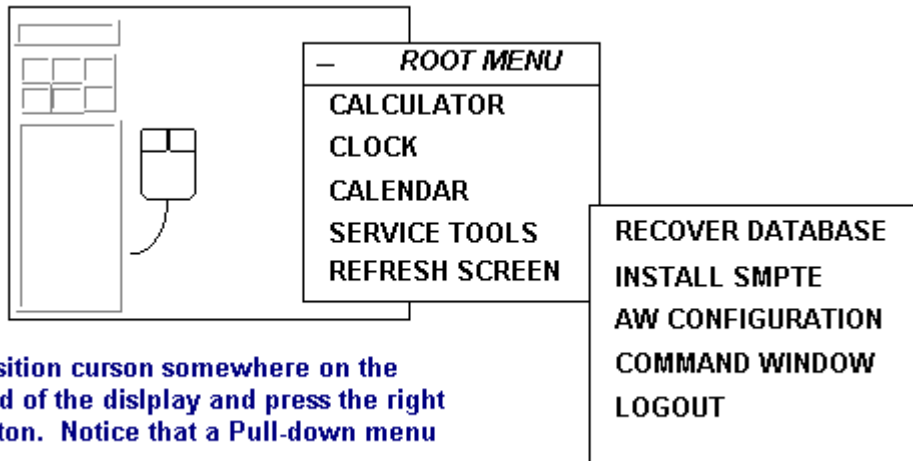 ROOT MENU
CALCULATOR
CLOCK
CALENDAR
SERVICE TOOLS
REFRESH SCREEN
RECOVER DATABASE
INSTALL SMPTE
AW CONFIGURATION
COMMAND WINDOW
LOGOUT
sition curson somewhere on the
d of the dislplay and press the right
ton. Notice that a Pull-down menu